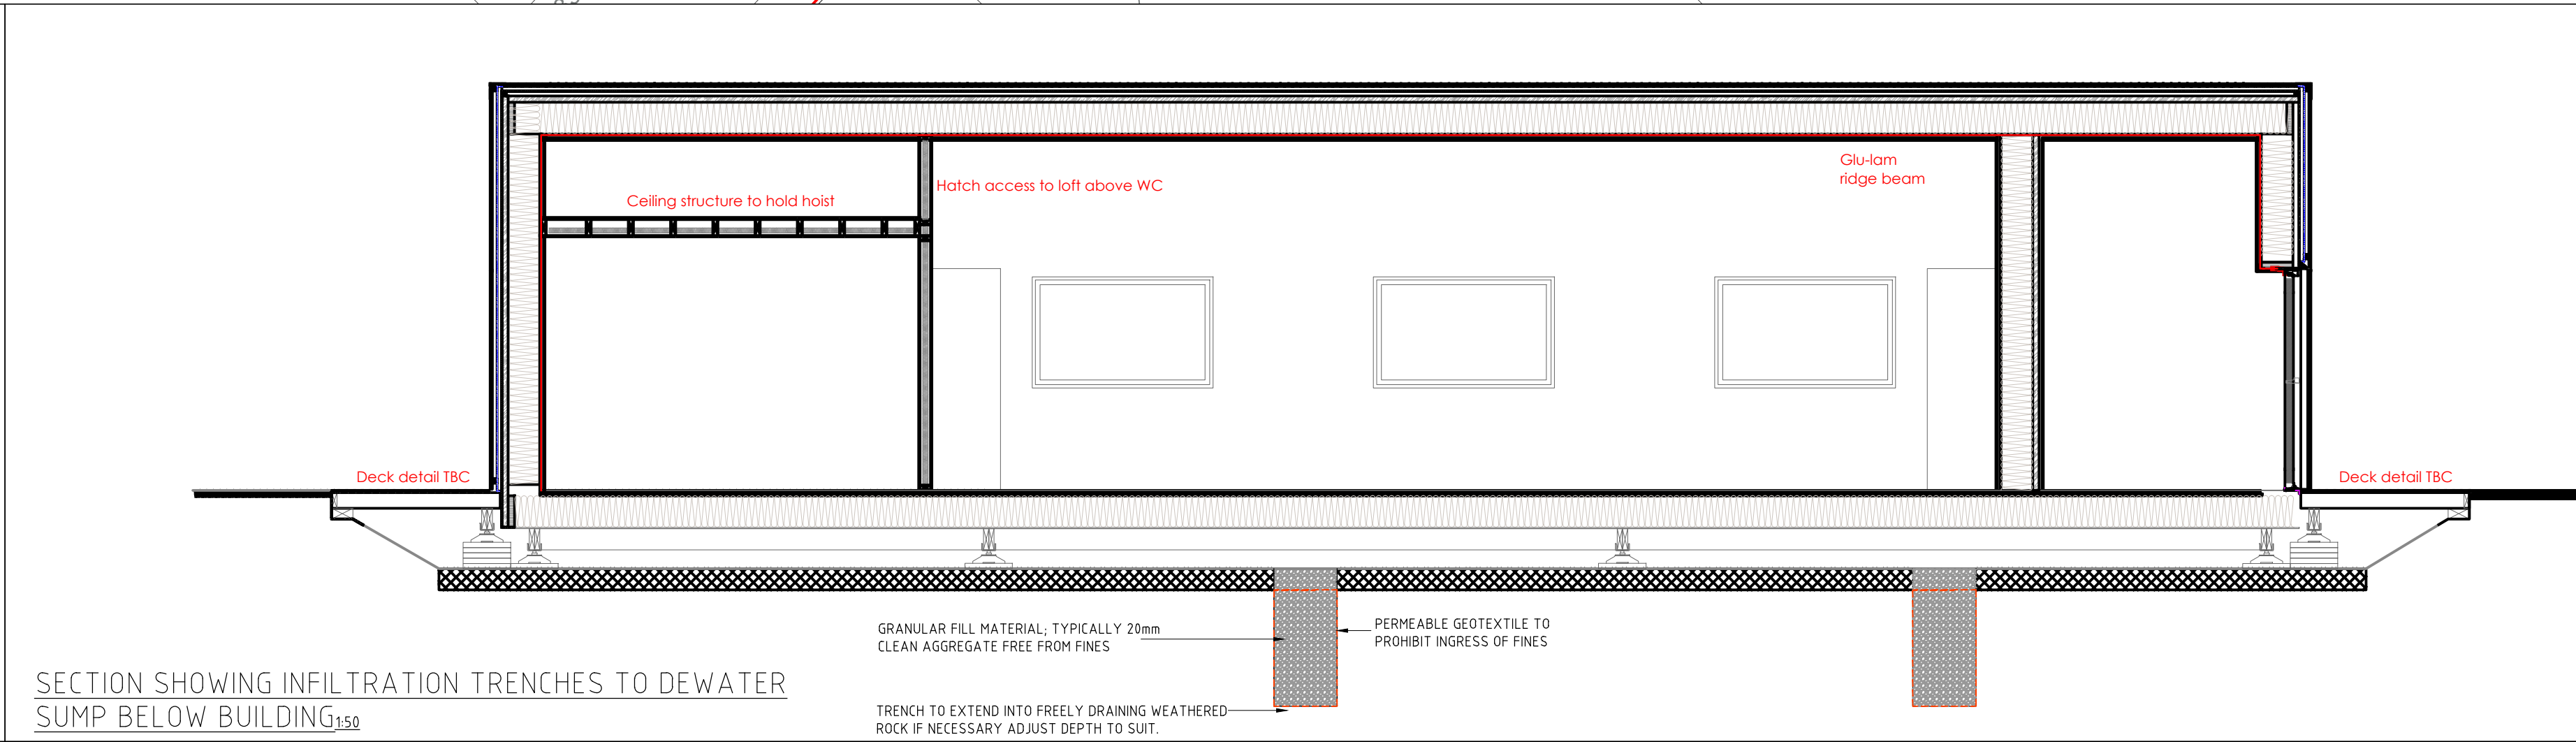 Glu-lam
ridge beam
Hatch access to loft above WC
Ceiling structure to hold hoist
Deck detail TBC
Deck detail TBC
GRANULAR FILL MATERIAL; TYPICALLY 20mm
CLEAN AGGREGATE FREE FROM FINES
PERMEABLE GEOTEXTILE TO
PROHIBIT INGRESS OF FINES
SECTION SHOWING INFILTRATION TRENCHES TO DEWATER
SUMP BELOW BUILDING 1:50
TRENCH TO EXTEND INTO FREELY DRAINING WEATHERED
ROCK IF NECESSARY ADJUST DEPTH TO SUIT.